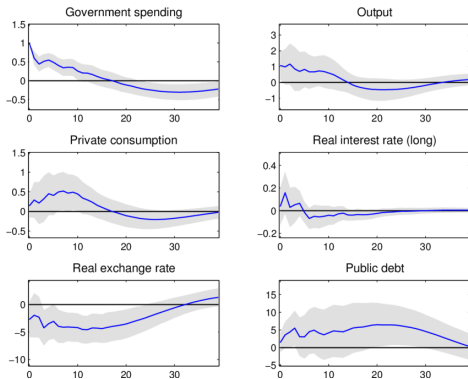 Government spending
1.5
1
0.5
0
−0.5
0 10 20 30
Output
3
2
1
0
−1
0 10 20 30
Private consumption
1.5
1
0.5
0
−0.5
0 10 20 30
Real interest rate (long)
0.4
0.2
0
−0.2
0 10 20 30
Real exchange rate
0
−5
−10
0 10 20 30
Public debt
15
10
5
0
−5
0 10 20 30